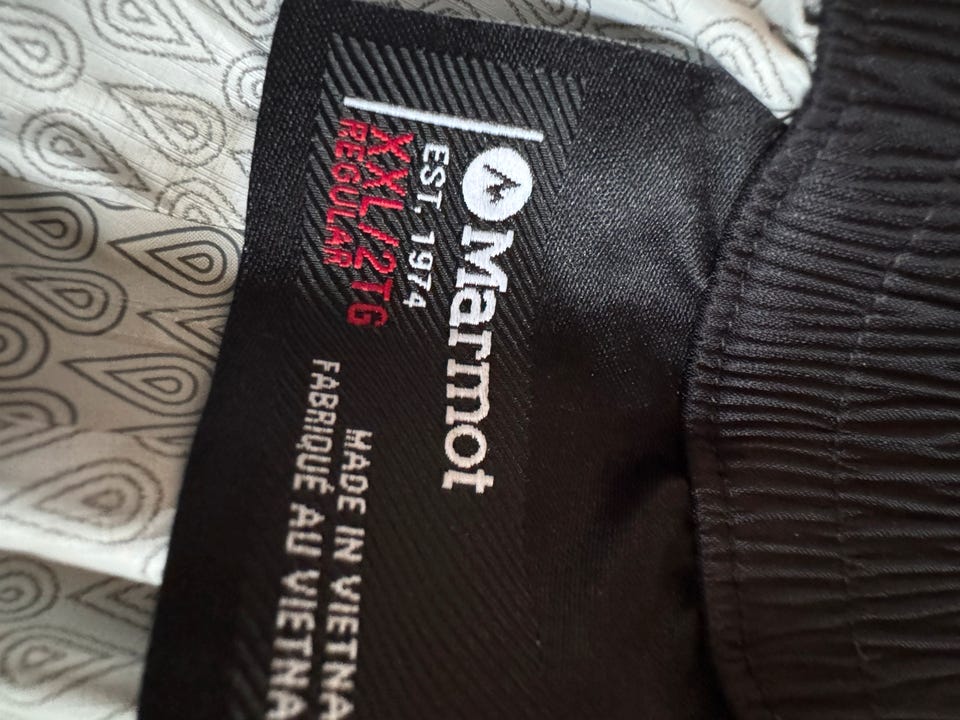 Marmot
EST. 1974
XXL/2TG
REGULAR
MADE IN VIETNA
FABRIQUÉ AU VIETNA